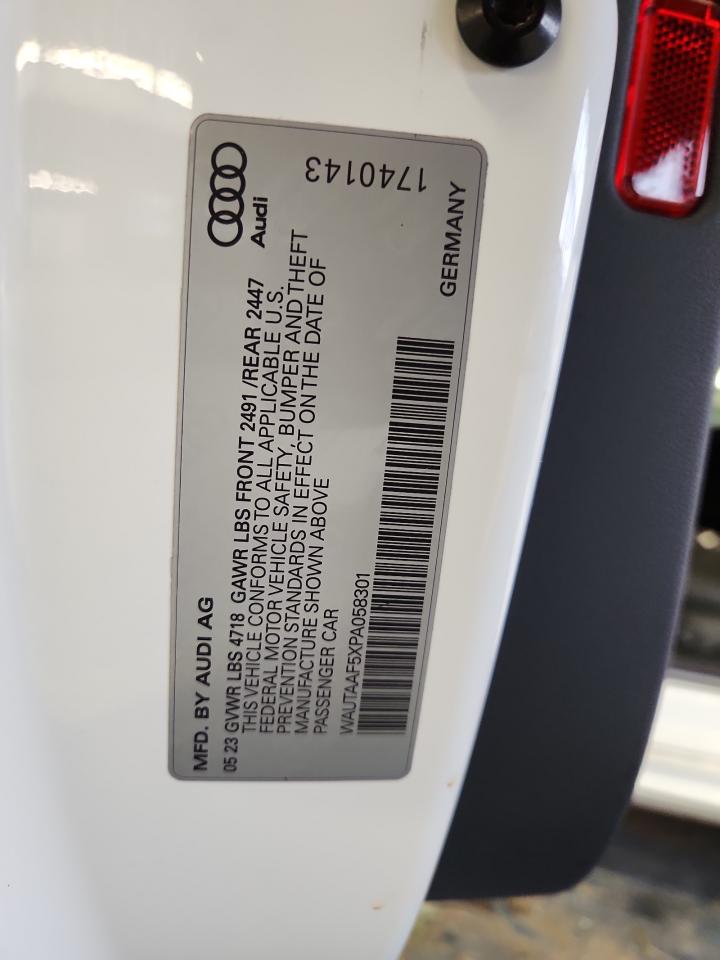 MFD. BY AUDI AG
Audi
05 23 GVWR LBS 4718 GAWR LBS FRONT 2491 /REAR 2447
THIS VEHICLE CONFORMS TO ALL APPLICABLE U.S.
FEDERAL MOTOR VEHICLE SAFETY, BUMPER AND THEFT
PREVENTION STANDARDS IN EFFECT ON THE DATE OF
MANUFACTURE SHOWN ABOVE
PASSENGER CAR
WAUTAAF5XPA058301
GERMANY
1740143